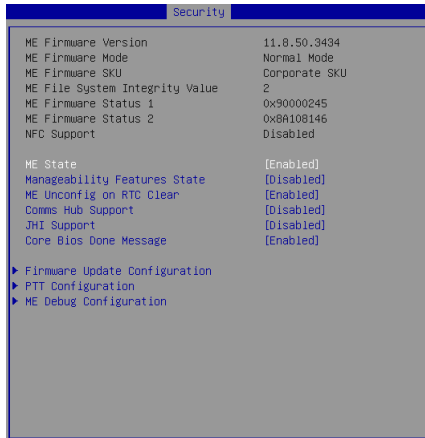 Security
ME Firmware Version 11.8.50.3434
ME Firmware Mode Normal Mode
ME Firmware SKU Corporate SKU
ME File System Integrity Value 2
ME Firmware Status 1 0x90000245
ME Firmware Status 2 0x8A108146
NFC Support Disabled
ME State [Enabled]
Manageability Features State [Disabled]
ME Unconfig on RTC Clear [Enabled]
Comms Hub Support [Disabled]
JHI Support [Disabled]
Core Bios Done Message [Enabled]
Firmware Update Configuration
PTT Configuration
ME Debug Configuration